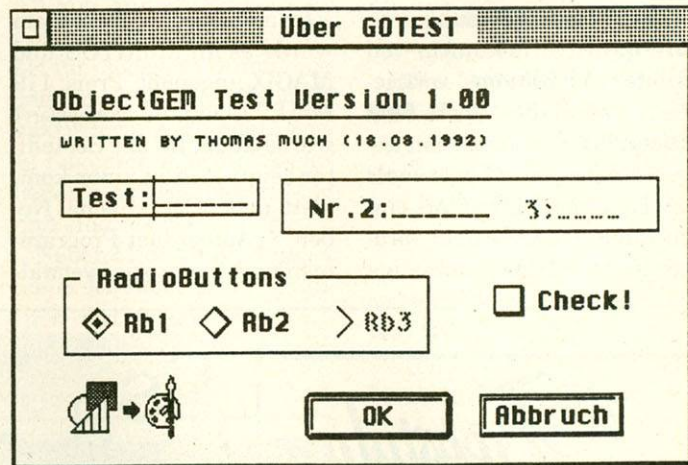 Über GOTEST
ObjectGEM Test Version 1.00
WRITTEN BY THOMAS MUCH (18.08.1992)
Test:______ Nr.2:______ 3:____
RadioButtons
Rb1 Rb2 Rb3
Check!
OK Abbruch